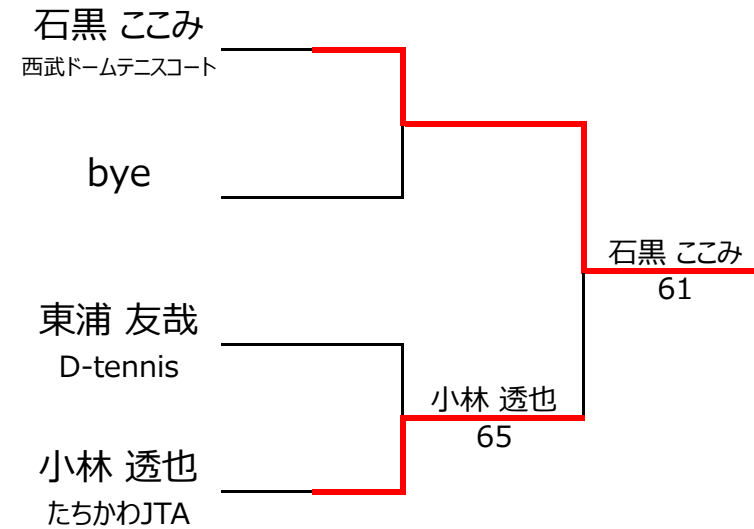 石黒 ここみ
西武ドームテニスコート
bye
石黒 ここみ
61
東浦 友哉
D-tennis
小林 透也
65
小林 透也
たちかわJTA